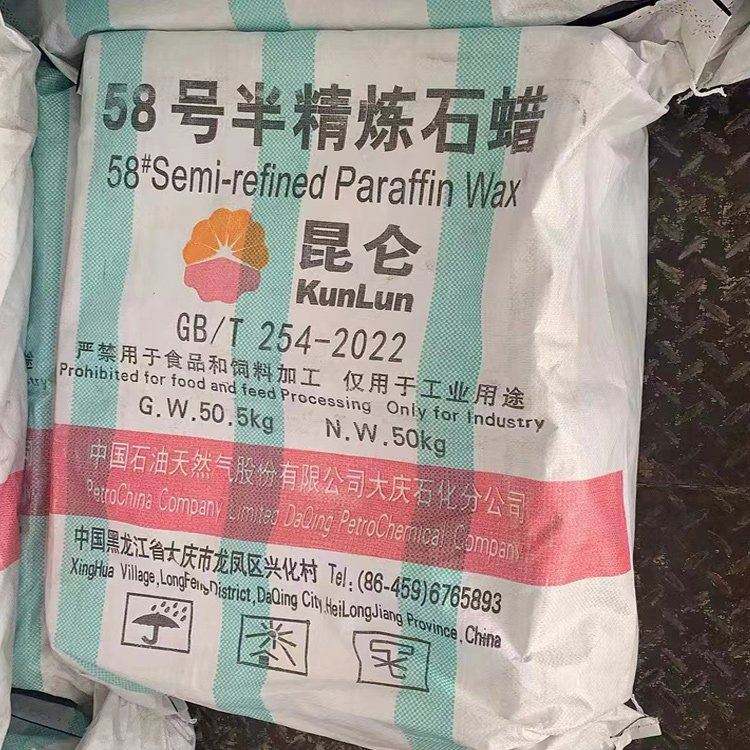 58号半精炼石蜡
58#Semi-refined Paraffin Wax
昆仑
KunLun
GB/T 254-2022
严禁用于食品和饲料加工 仅用于工业用途
Prohibited for food and feed Processing Only for Industry
G.W.50.5kg N.W.50kg
中国石油天然气股份有限公司大庆石化分公司
PetroChina Company Limited DaQing PetroChemical Company
中国黑龙江省大庆市龙凤区兴化村 Tel:(86-459)6765893
XingHua Village,LongFeng District,DaQing City,HeiLongJiang Province,China